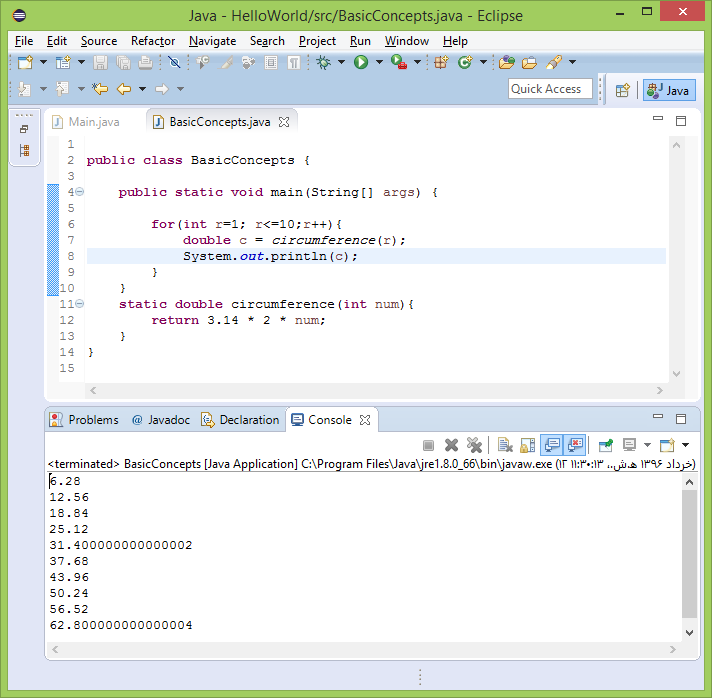 Java - HelloWorld/src/BasicConcepts.java - Eclipse
File Edit Source Refactor Navigate Search Project Run Window Help
Quick Access
Java
Main.java BasicConcepts.java
1
2 public class BasicConcepts {
3
4 public static void main(String[] args) {
5
6 for(int r=1; r<=10;r++){
7 double c = circumference(r);
8 System.out.println(c);
9 }
10 }
11 static double circumference(int num){
12 return 3.14 * 2 * num;
13 }
14 }
15
Problems @ Javadoc Declaration Console
<terminated> BasicConcepts [Java Application] C:\Program Files\Java\jre1.8.0_66\bin\javaw.exe (خرداد ۱۳۹۶ ه‍.ش.،‏ ۱۲ ۱۱:۳۰:۱۳)
6.28
12.56
18.84
25.12
31.400000000000002
37.68
43.96
50.24
56.52
62.800000000000004